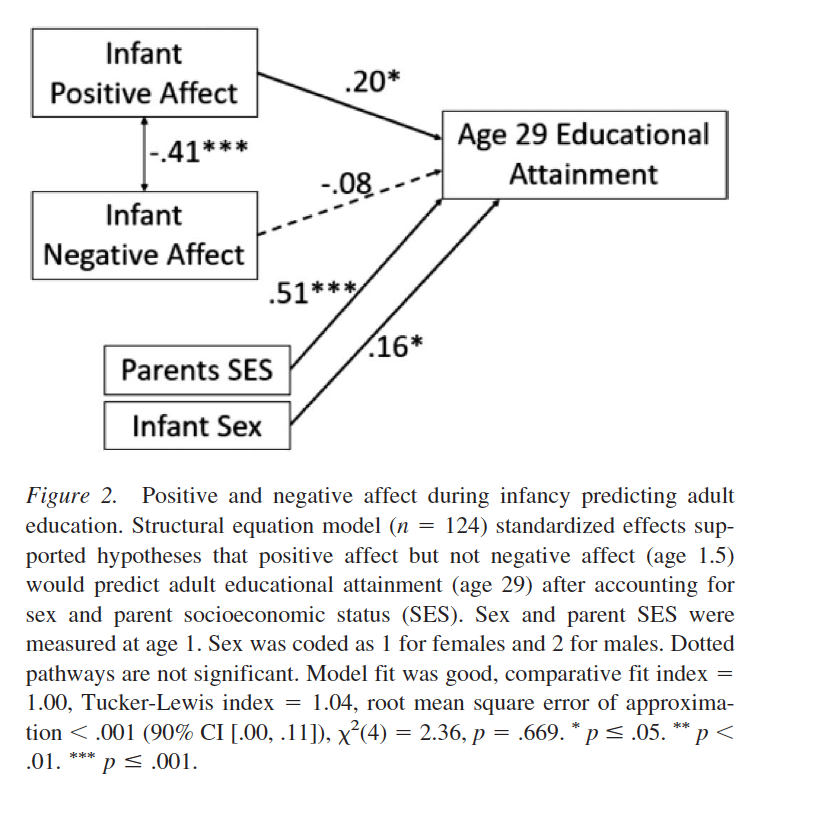 Infant
Positive Affect
.20*
Age 29 Educational
Attainment
-.41***
-.08
Infant
Negative Affect
.51***
.16*
Parents SES
Infant Sex
Figure 2. Positive and negative affect during infancy predicting adult
education. Structural equation model (n = 124) standardized effects sup-
ported hypotheses that positive affect but not negative affect (age 1.5)
would predict adult educational attainment (age 29) after accounting for
sex and parent socioeconomic status (SES). Sex and parent SES were
measured at age 1. Sex was coded as 1 for females and 2 for males. Dotted
pathways are not significant. Model fit was good, comparative fit index =
1.00, Tucker-Lewis index = 1.04, root mean square error of approxima-
tion < .001 (90% CI [.00, .11]), χ²(4) = 2.36, p = .669. * p ≤ .05. ** p <
.01. *** p ≤ .001.